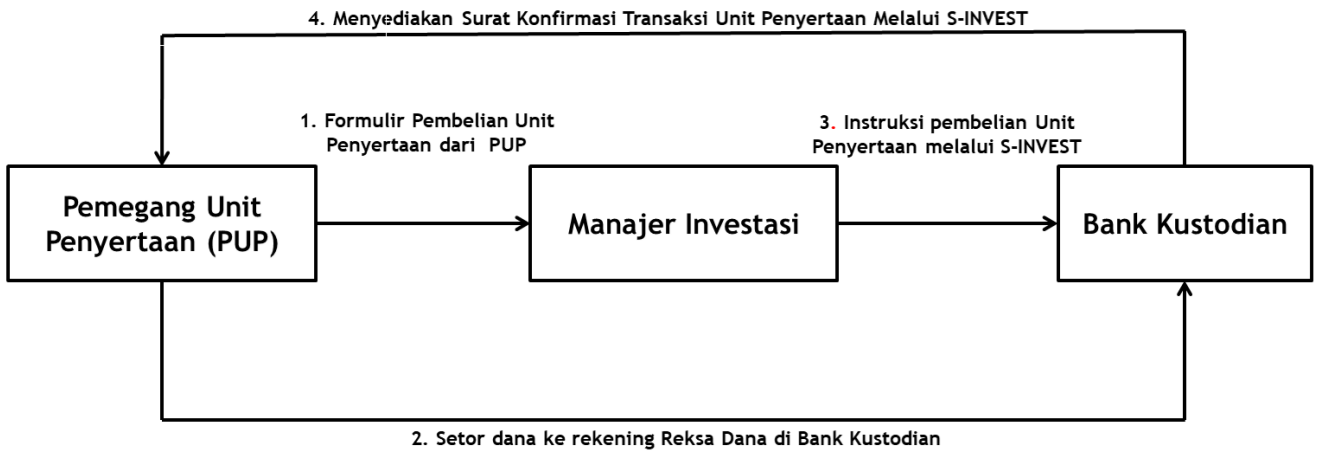 4. Menyediakan Surat Konfirmasi Transaksi Unit Penyertaan Melalui S-INVEST
1. Formulir Pembelian Unit
Penyertaan dari PUP
3. Instruksi pembelian Unit
Penyertaan melalui S-INVEST
Pemegang Unit
Penyertaan (PUP)
Manajer Investasi
Bank Kustodian
2. Setor dana ke rekening Reksa Dana di Bank Kustodian